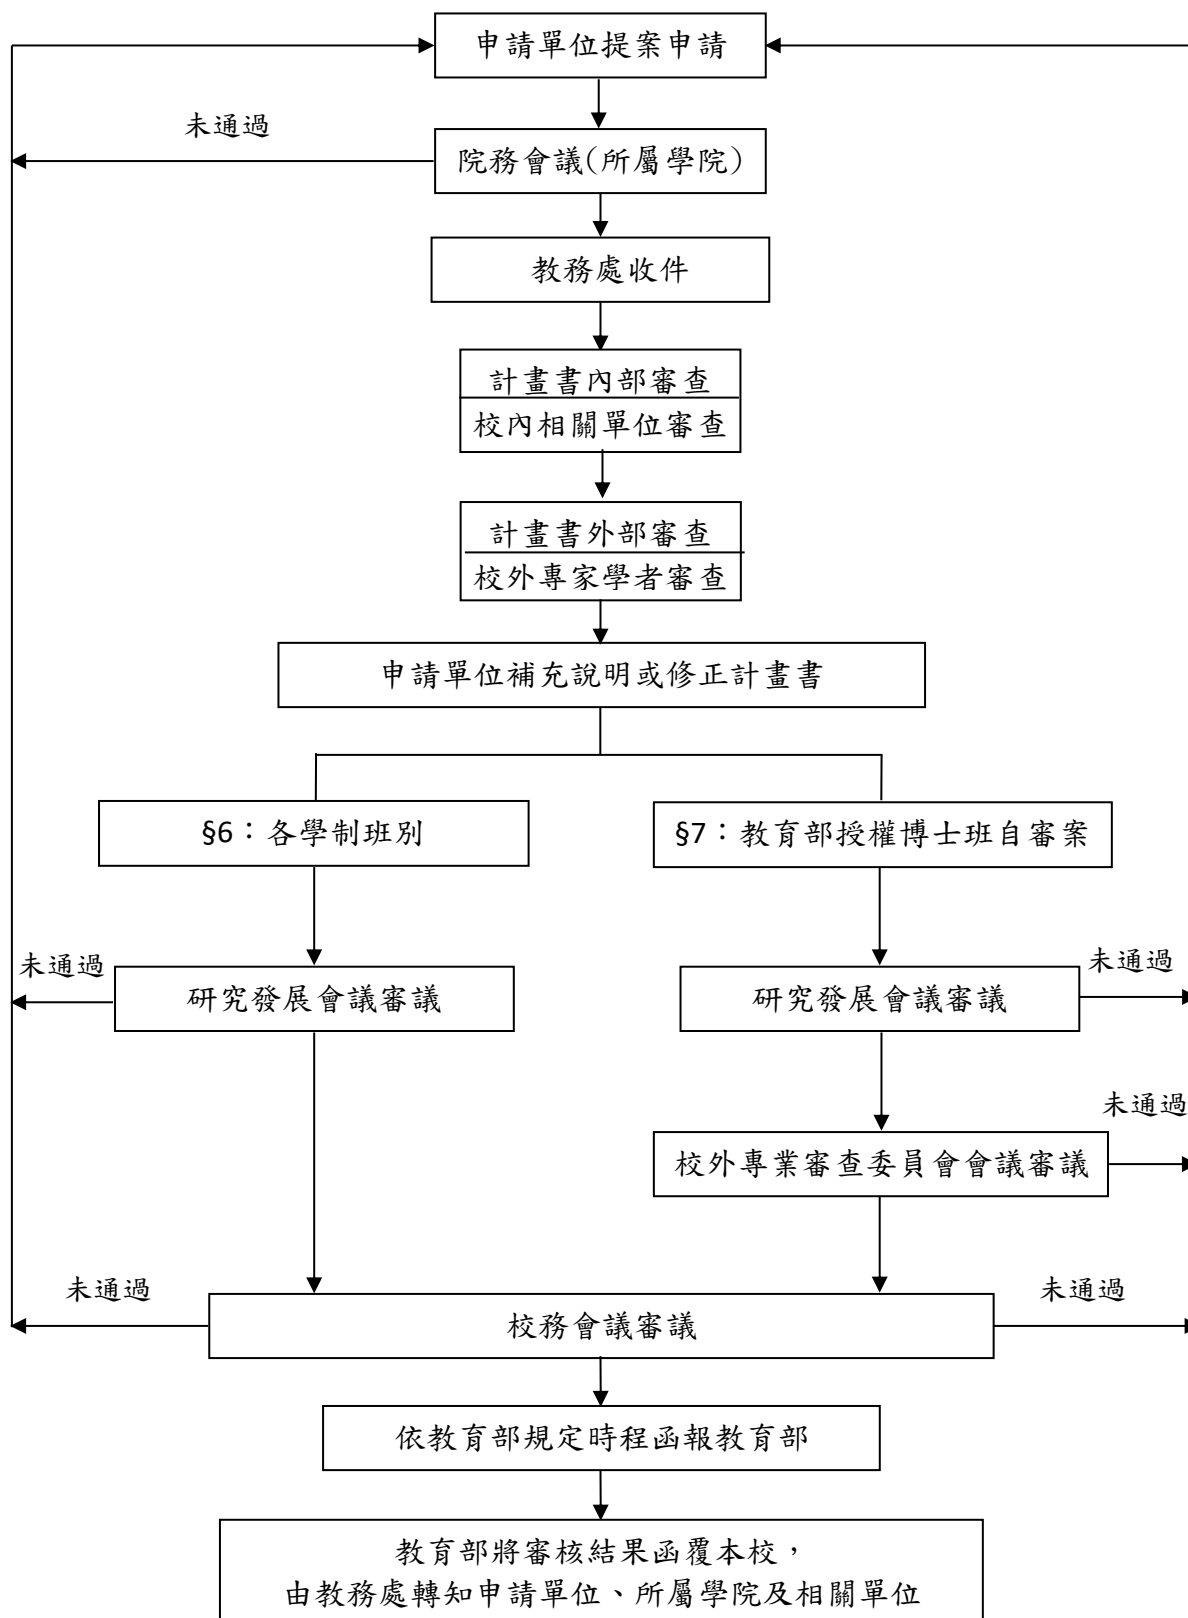 申請單位提案申請
未通過
院務會議(所屬學院)
教務處收件
計畫書內部審查
校內相關單位審查
計畫書外部審查
校外專家學者審查
申請單位補充說明或修正計畫書
§6：各學制班別
§7：教育部授權博士班自審案
未通過
研究發展會議審議
研究發展會議審議
未通過
未通過
校外專業審查委員會會議審議
未通過
校務會議審議
未通過
依教育部規定時程函報教育部
教育部將審核結果函覆本校，
由教務處轉知申請單位、所屬學院及相關單位